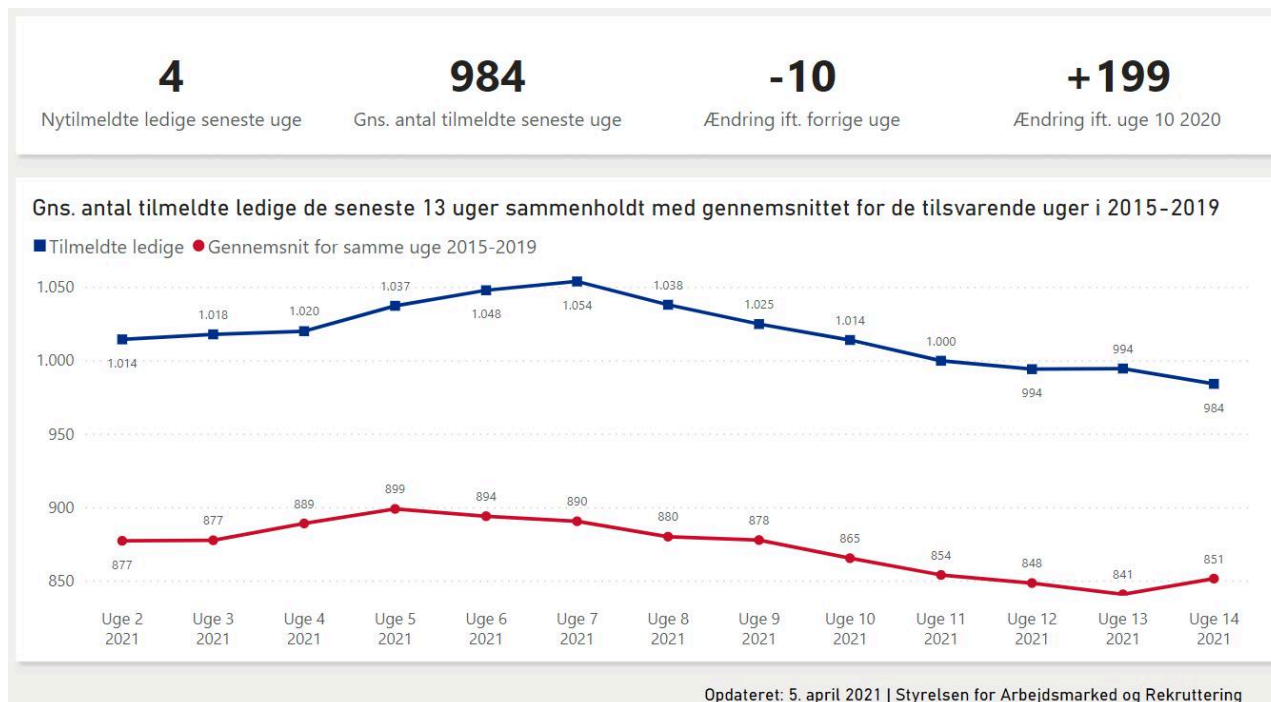 4
Nytilmeldte ledige seneste uge
984
Gns. antal tilmeldte seneste uge
-10
Ændring ift. forrige uge
+199
Ændring ift. uge 10 2020
Gns. antal tilmeldte ledige de seneste 13 uger sammenholdt med gennemsnittet for de tilsvarende uger i 2015-2019
Tilmeldte ledige Gennemsnit for samme uge 2015-2019
1.050
1.000
950
900
850
1.014 1.018 1.020 1.037 1.048 1.054 1.038 1.025 1.014 1.000 994 994 984
877 877 889 899 894 890 880 878 865 854 848 841 851
Uge 2 Uge 3 Uge 4 Uge 5 Uge 6 Uge 7 Uge 8 Uge 9 Uge 10 Uge 11 Uge 12 Uge 13 Uge 14
2021 2021 2021 2021 2021 2021 2021 2021 2021 2021 2021 2021 2021
Opdateret: 5. april 2021 | Styrelsen for Arbejdsmarked og Rekruttering